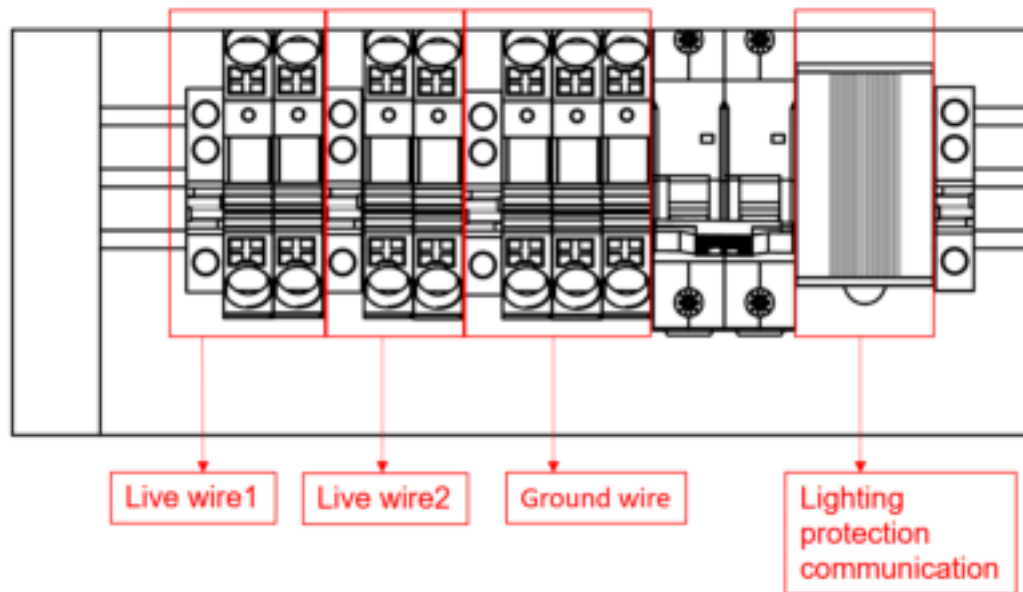 Live wire1
Live wire2
Ground wire
Lighting
protection
communication